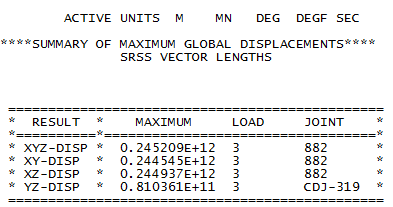 ACTIVE UNITS  M    MN   DEG  DEGF SEC
****SUMMARY OF MAXIMUM GLOBAL DISPLACEMENTS****
SRSS VECTOR LENGTHS
===============================================
*  RESULT  *    MAXIMUM     LOAD     JOINT    *
*==========*==================================*
* XYZ-DISP *  0.245209E+12  3        882      *
* XY-DISP  *  0.244545E+12  3        882      *
* XZ-DISP  *  0.244937E+12  3        882      *
* YZ-DISP  *  0.810361E+11  3        CDJ-319  *
===============================================